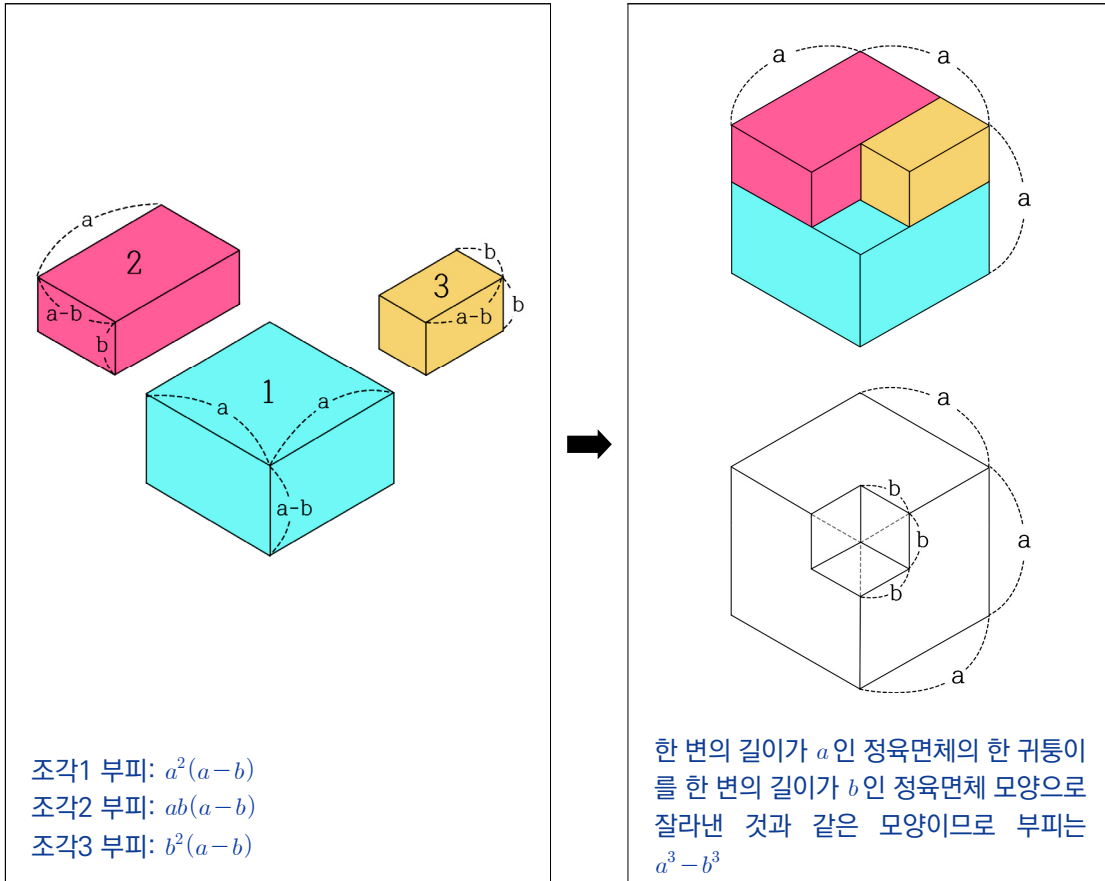 a
2
a-b
b
b
3
a-b
b
1
a
a
a-b
조각1 부피: a²(a-b)
조각2 부피: ab(a-b)
조각3 부피: b²(a-b)
a
a
a
a
b
b
a
b
a
한 변의 길이가 a인 정육면체의 한 귀퉁이
를 한 변의 길이가 b인 정육면체 모양으로
잘라낸 것과 같은 모양이므로 부피는
a³-b³